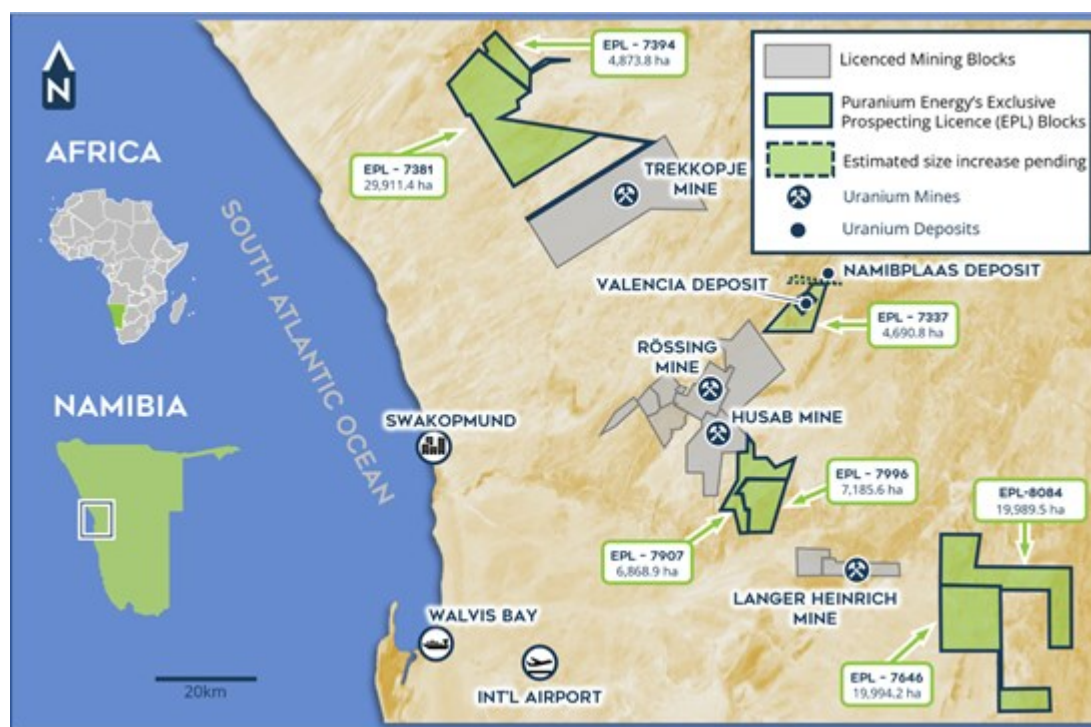 N
AFRICA
NAMIBIA
20km
SOUTH ATLANTIC OCEAN
EPL - 7394
4,873.8 ha
EPL - 7381
29,911.4 ha
TREKKOPJE
MINE
Licenced Mining Blocks
Puranium Energy's Exclusive
Prospecting Licence (EPL) Blocks
Estimated size increase pending
Uranium Mines
Uranium Deposits
NAMIBPLAAS DEPOSIT
VALENCIA DEPOSIT
EPL - 7337
4,690.8 ha
RÖSSING
MINE
HUSAB MINE
SWAKOPMUND
EPL - 7996
7,185.6 ha
EPL-8084
19,989.5 ha
EPL - 7907
6,868.9 ha
LANGER HEINRICH
MINE
WALVIS BAY
INT'L AIRPORT
EPL - 7646
19,994.2 ha